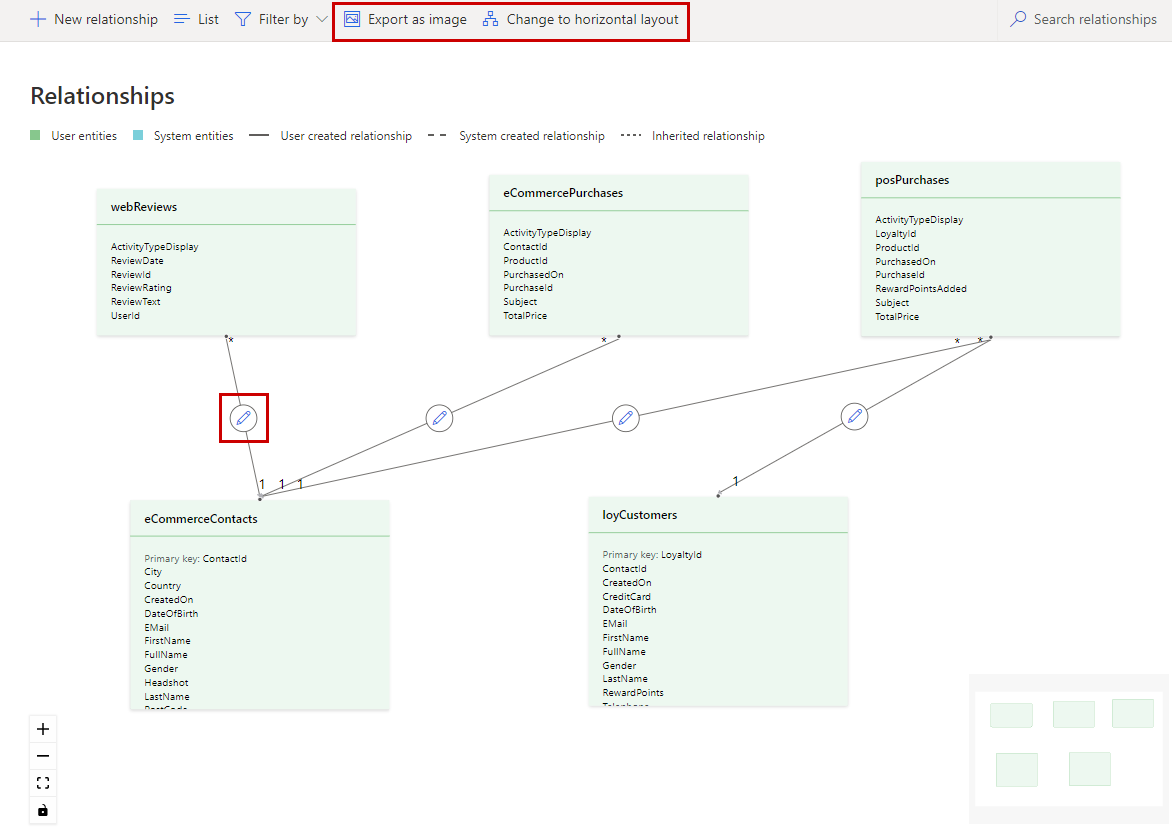 New relationship List Filter by Export as image Change to horizontal layout Search relationships
Relationships
User entities System entities User created relationship System created relationship Inherited relationship
webReviews
ActivityTypeDisplay
ReviewDate
ReviewId
ReviewRating
ReviewText
UserId
eCommercePurchases
ActivityTypeDisplay
ContactId
ProductId
PurchasedOn
PurchaseId
Subject
TotalPrice
posPurchases
ActivityTypeDisplay
LoyaltyId
ProductId
PurchasedOn
PurchaseId
RewardPointsAdded
Subject
TotalPrice
* * * *
1 1 1 1
eCommerceContacts
Primary key: ContactId
City
Country
CreatedOn
DateOfBirth
EMail
FirstName
FullName
Gender
Headshot
LastName
PostCode
loyCustomers
Primary key: LoyaltyId
ContactId
CreatedOn
CreditCard
DateOfBirth
EMail
FirstName
FullName
Gender
LastName
RewardPoints
Telephone